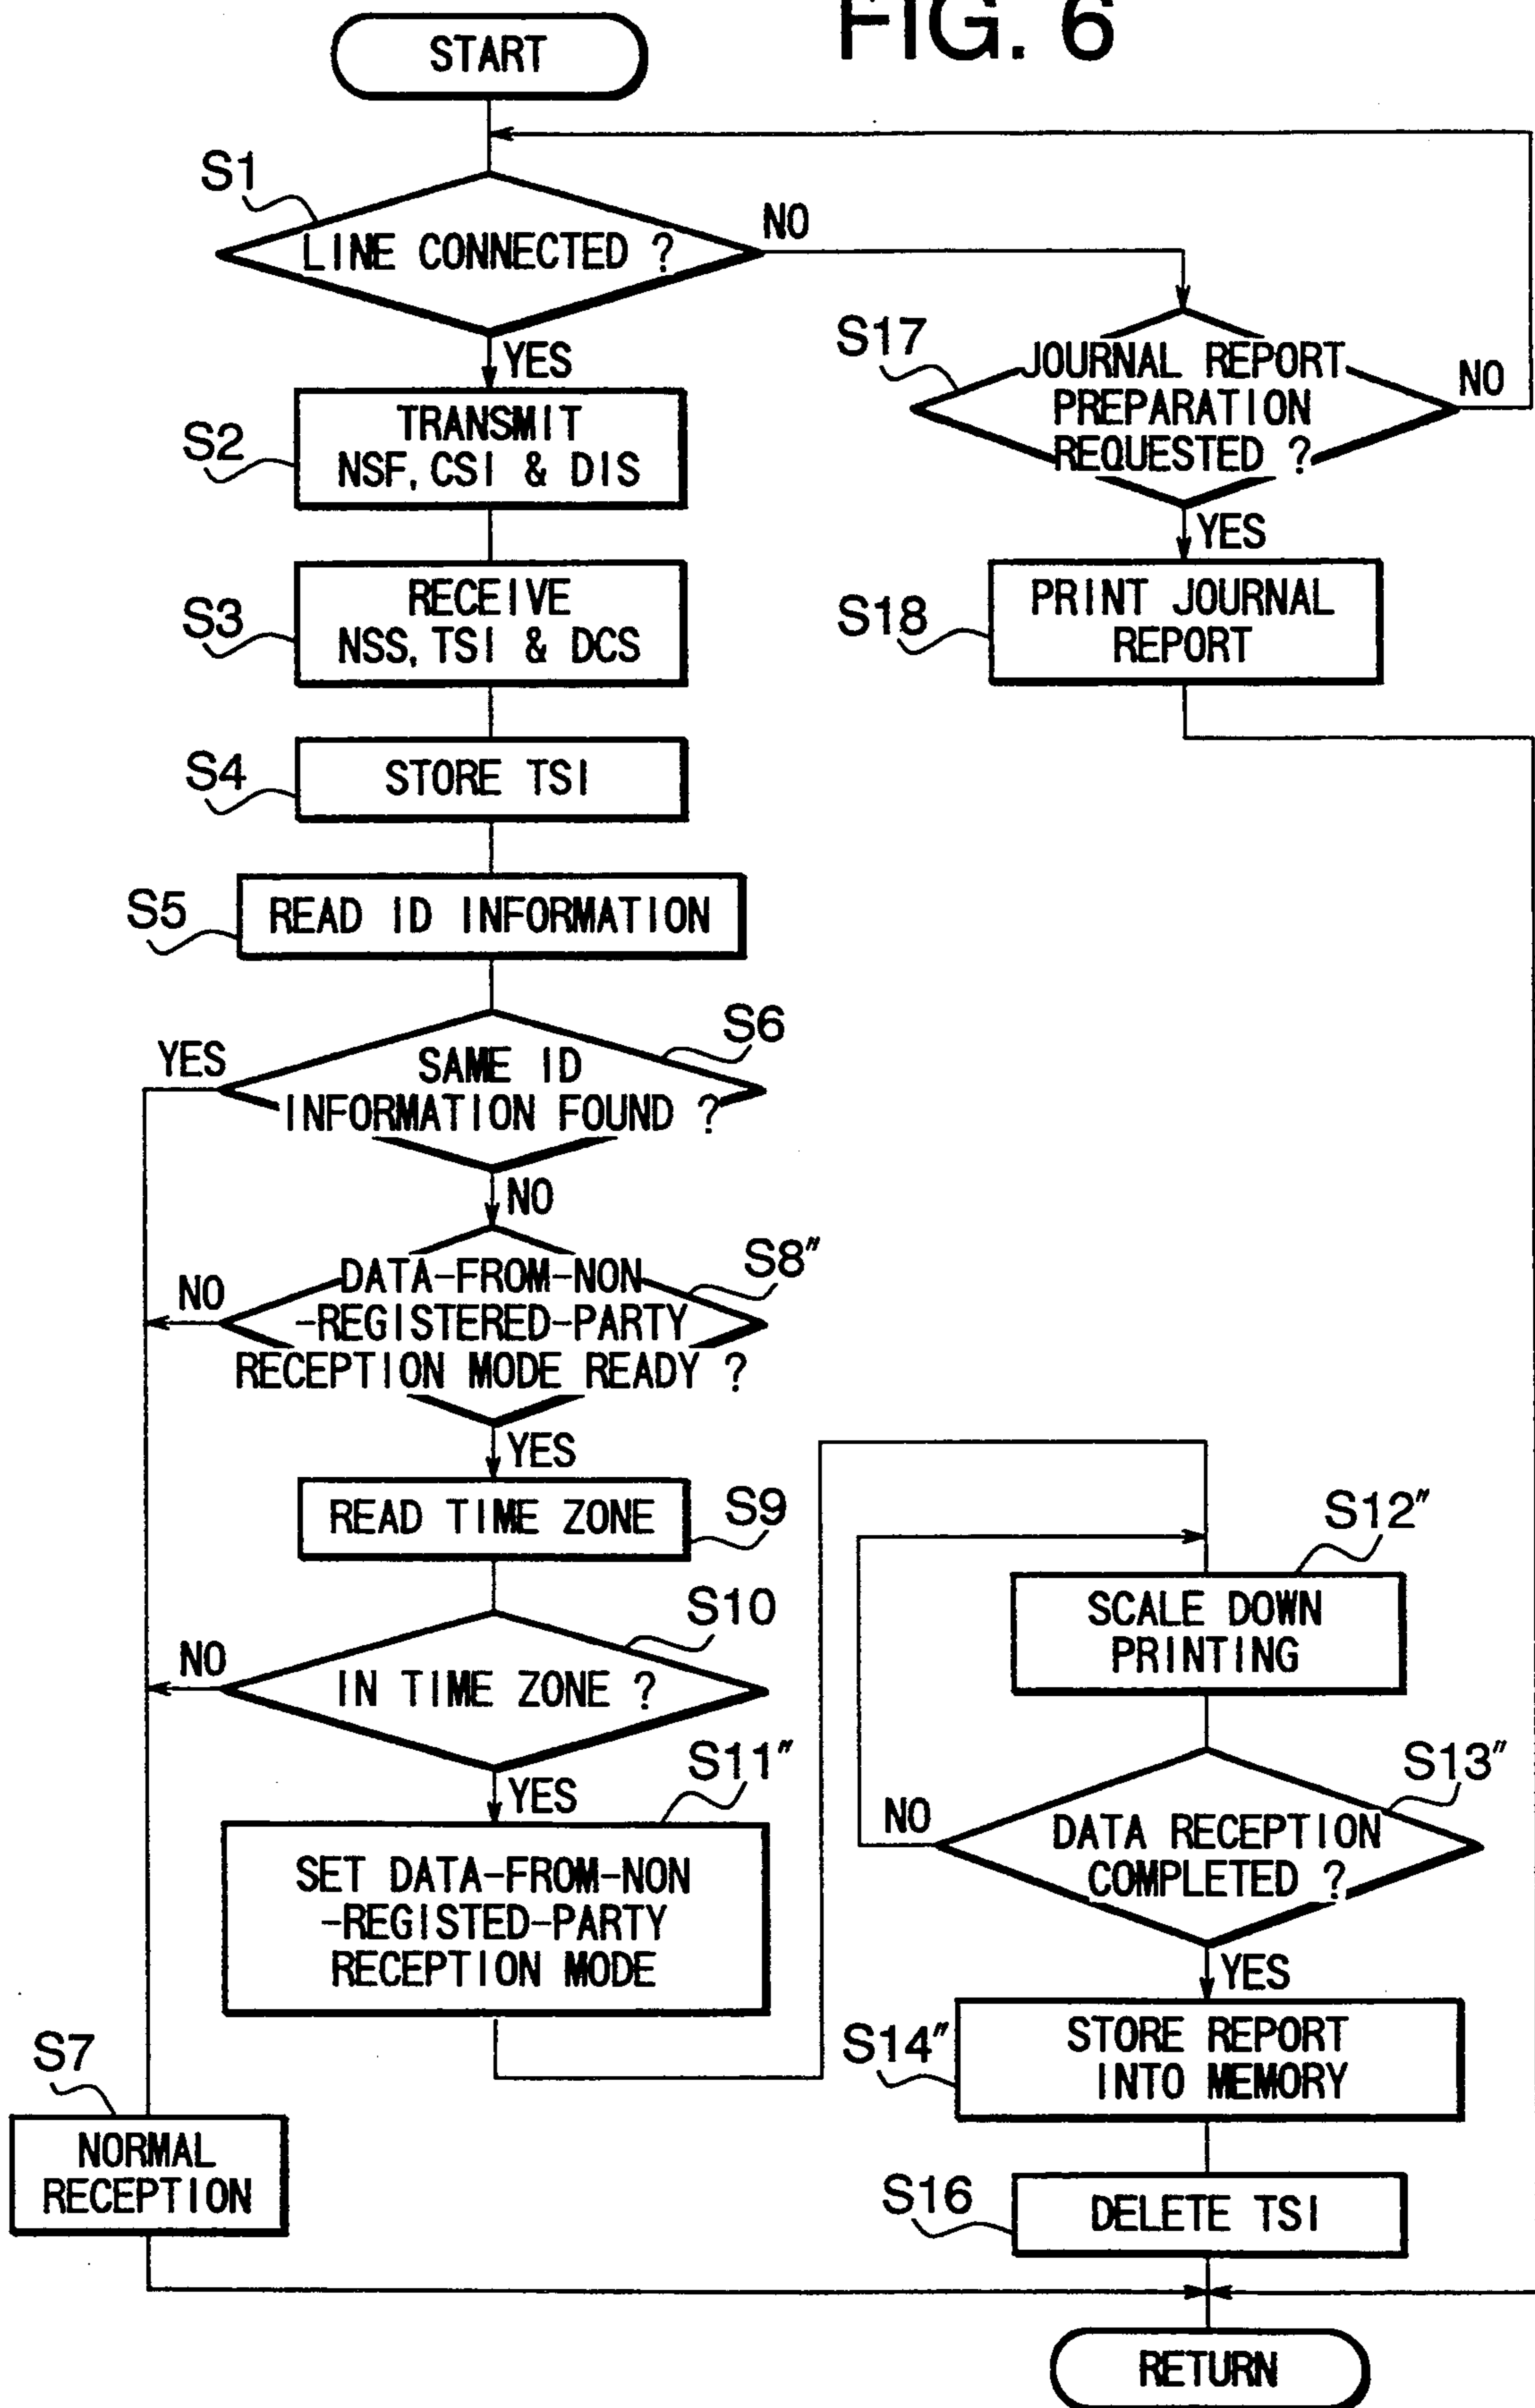 FIG. 6
START
S1
LINE CONNECTED ?
NO
YES
S17
JOURNAL REPORT
PREPARATION
REQUESTED ?
NO
YES
S2
TRANSMIT
NSF, CSI & DIS
S3
RECEIVE
NSS, TSI & DCS
S18
PRINT JOURNAL
REPORT
S4
STORE TSI
S5
READ ID INFORMATION
S6
YES
SAME ID
INFORMATION FOUND ?
NO
S8″
NO
DATA-FROM-NON
-REGISTERED-PARTY
RECEPTION MODE READY ?
YES
READ TIME ZONE
S9
S10
NO
IN TIME ZONE ?
YES
S11″
SET DATA-FROM-NON
-REGISTED-PARTY
RECEPTION MODE
S12″
SCALE DOWN
PRINTING
S13″
NO
DATA RECEPTION
COMPLETED ?
YES
S14″
STORE REPORT
INTO MEMORY
S7
NORMAL
RECEPTION
S16
DELETE TSI
RETURN